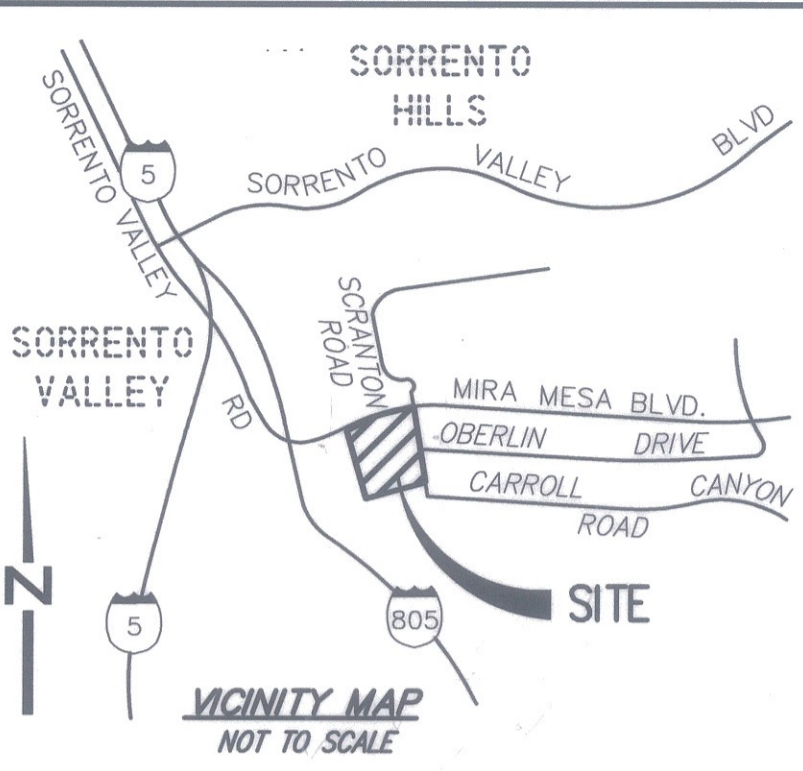 SORRENTO
HILLS
5
SORRENTO VALLEY BLVD
SORRENTO VALLEY RD
SCRANTON
ROAD
SORRENTO
VALLEY
MIRA MESA BLVD.
OBERLIN DRIVE
CARROLL CANYON
ROAD
N
SITE
5
805
VICINITY MAP
NOT TO SCALE